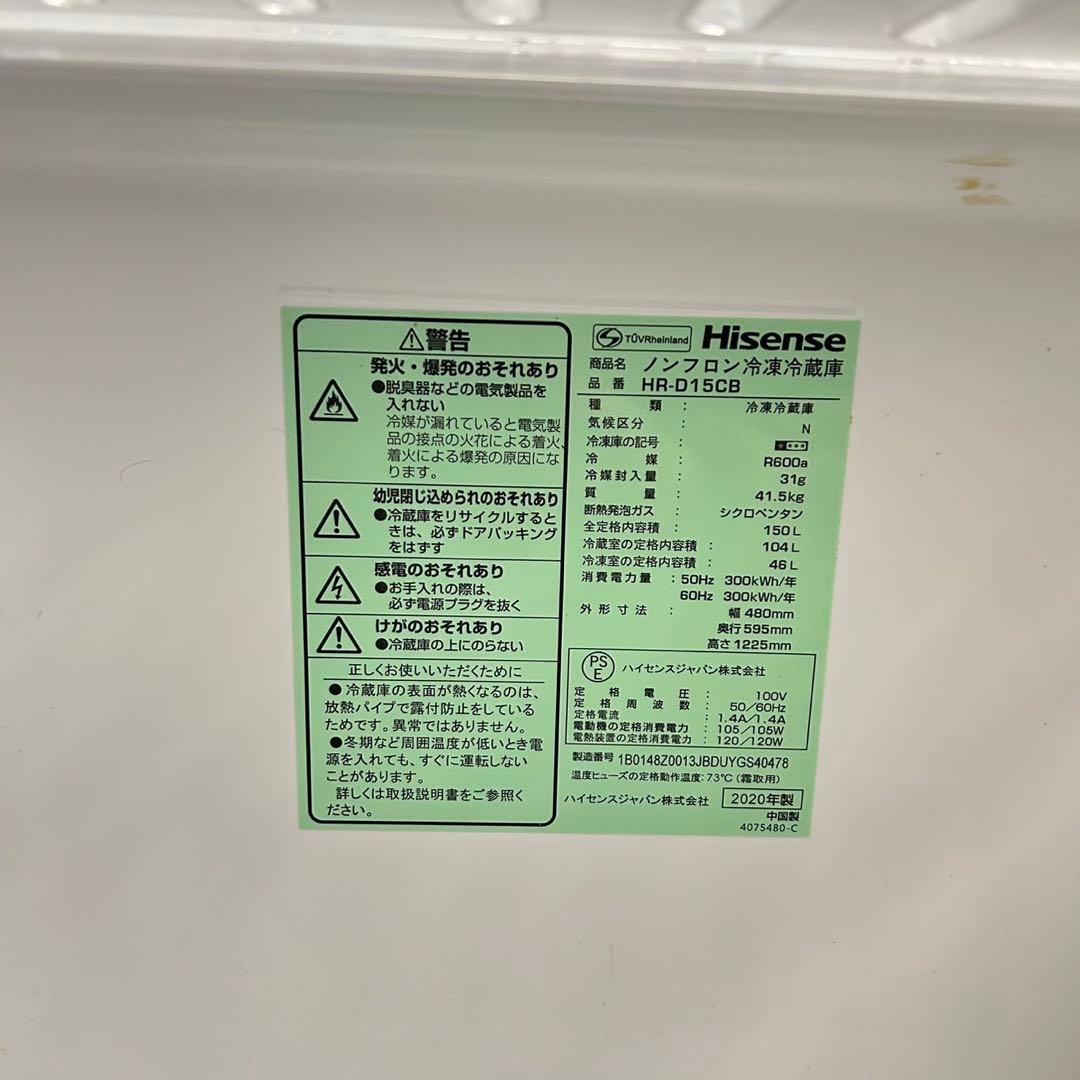 警告
発火・爆発のおそれあり
●脱臭器などの電気製品を
入れない
冷媒が漏れていると電気製
品の接点の火花による着火、
着火による爆発の原因にな
ります。
幼児閉じ込められのおそれあり
●冷蔵庫をリサイクルすると
きは、必ずドアパッキング
をはずす
感電のおそれあり
●お手入れの際は、
必ず電源プラグを抜く
けがのおそれあり
●冷蔵庫の上にのらない
正しくお使いいただくために
●冷蔵庫の表面が熱くなるのは、
放熱パイプで露付防止をしている
ためです。異常ではありません。
●冬期など周囲温度が低いとき電
源を入れても、すぐに運転しない
ことがあります。
詳しくは取扱説明書をご参照く
ださい。
TÜVRheinland Hisense
商品名 ノンフロン冷凍冷蔵庫
品番 HR-D15CB
種類: 冷凍冷蔵庫
気候区分: N
冷凍庫の記号:
冷媒: R600a
冷媒封入量: 31g
質量: 41.5kg
断熱発泡ガス: シクロペンタン
全定格内容積: 150L
冷蔵室の定格内容積: 104L
冷凍室の定格内容積: 46L
消費電力量: 50Hz 300kWh/年
60Hz 300kWh/年
外形寸法: 幅 480mm
奥行 595mm
高さ 1225mm
PSE ハイセンスジャパン株式会社
定格電圧: 100V
定格周波数: 50/60Hz
定格電流: 1.4A/1.4A
電動機の定格消費電力: 105/105W
電熱装置の定格消費電力: 120/120W
製造番号 1B0148Z0013JBDUYGS40478
温度ヒューズの定格動作温度:73℃(霜取用)
ハイセンスジャパン株式会社 2020年製
中国製
4075480-C